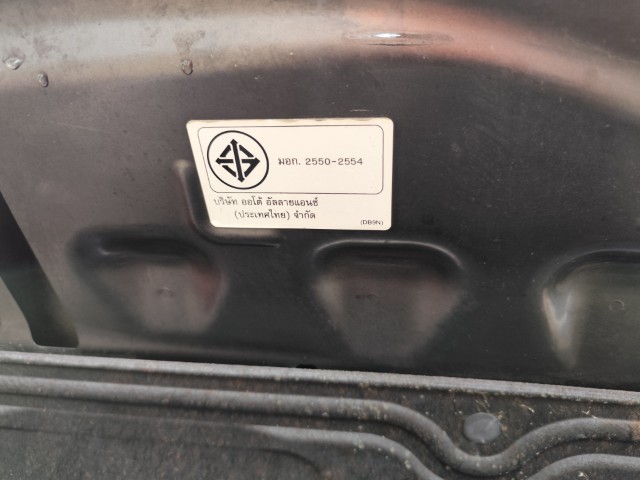 มอก. 2550-2554
บริษัท ออโต้ อัลลายแอนซ์
(ประเทศไทย) จำกัด
(DB9N)